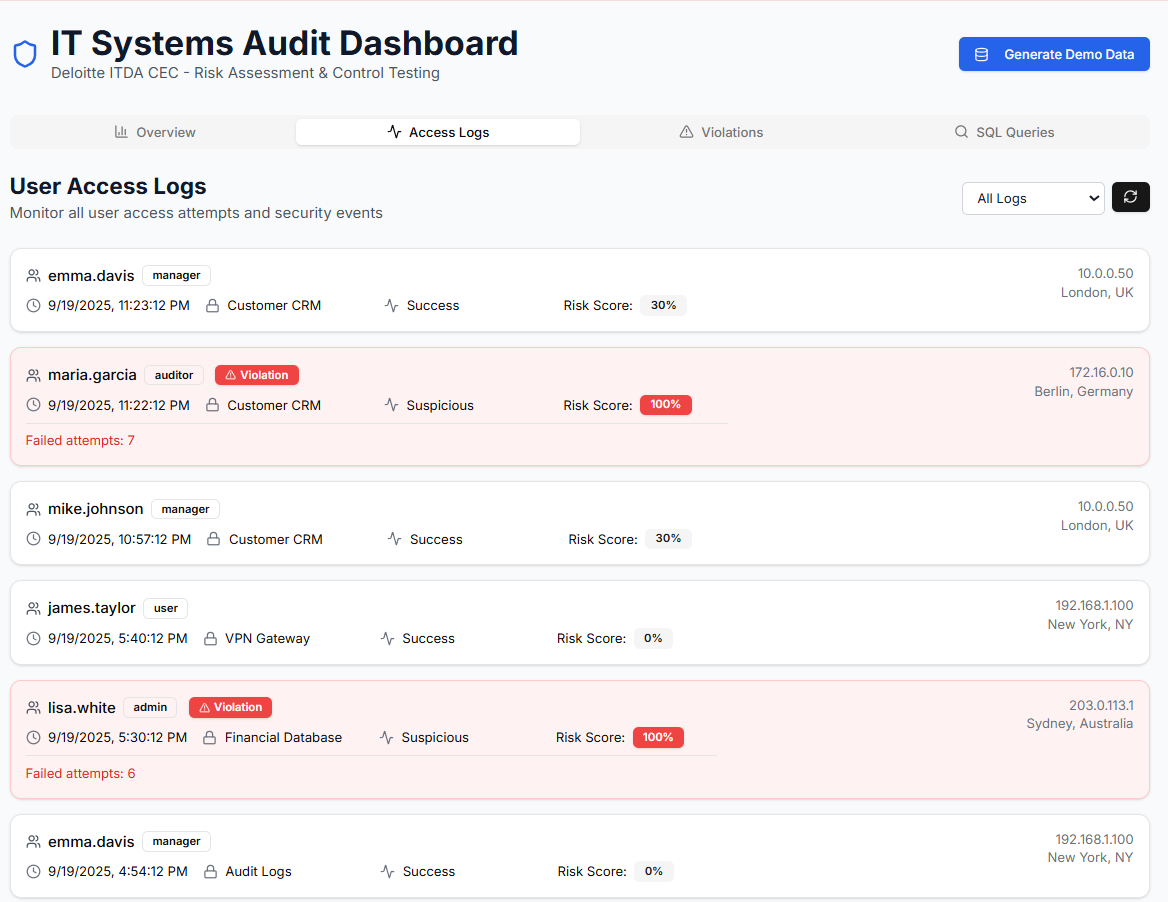 IT Systems Audit Dashboard
Deloitte ITDA CEC - Risk Assessment & Control Testing
Generate Demo Data
Overview
Access Logs
Violations
SQL Queries
User Access Logs
Monitor all user access attempts and security events
All Logs
emma.davis manager
10.0.0.50
9/19/2025, 11:23:12 PM Customer CRM Success Risk Score: 30%
London, UK
maria.garcia auditor Violation
172.16.0.10
9/19/2025, 11:22:12 PM Customer CRM Suspicious Risk Score: 100%
Berlin, Germany
Failed attempts: 7
mike.johnson manager
10.0.0.50
9/19/2025, 10:57:12 PM Customer CRM Success Risk Score: 30%
London, UK
james.taylor user
192.168.1.100
9/19/2025, 5:40:12 PM VPN Gateway Success Risk Score: 0%
New York, NY
lisa.white admin Violation
203.0.113.1
9/19/2025, 5:30:12 PM Financial Database Suspicious Risk Score: 100%
Sydney, Australia
Failed attempts: 6
emma.davis manager
192.168.1.100
9/19/2025, 4:54:12 PM Audit Logs Success Risk Score: 0%
New York, NY